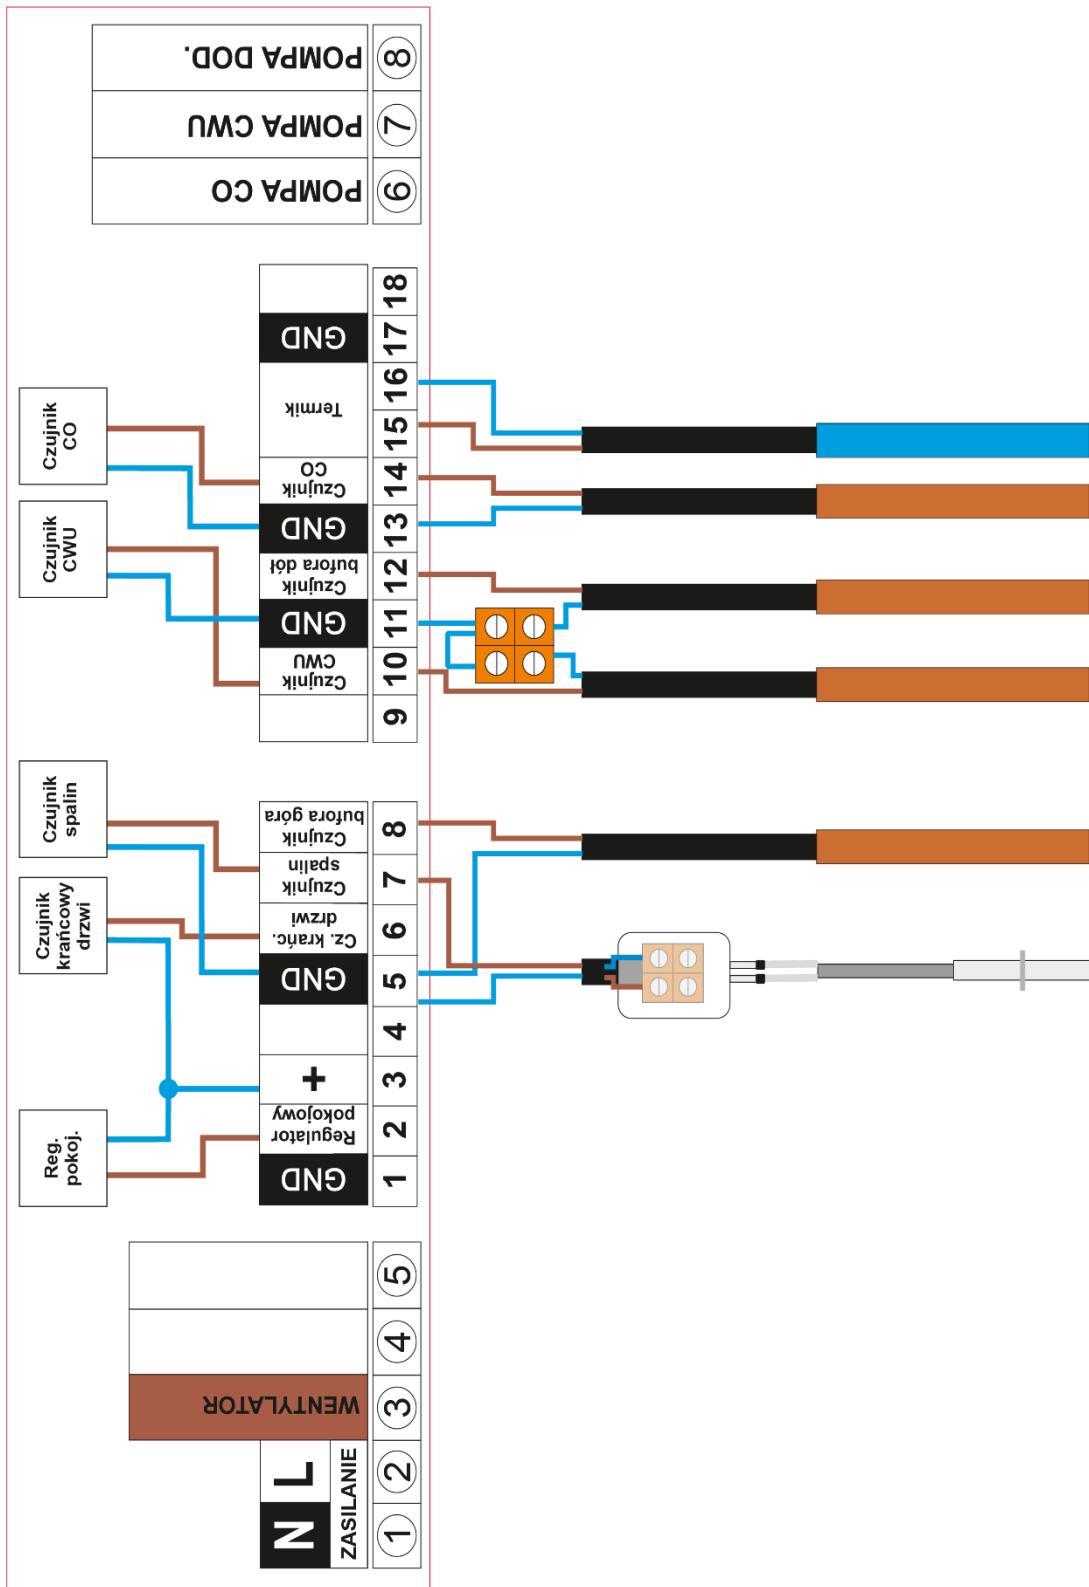 POMPA DOD.
8
POMPA CWU
7
POMPA CO
6
18
GND
17
Termik
16
15
Czujnik
CO
14
GND
13
Czujnik
bufora dół
12
GND
11
Czujnik
CWU
10
9
Czujnik
CO
Czujnik
CWU
Czujnik
spalin
Czujnik
krańcowy
drzwi
Reg.
pokoj.
Czujnik
bufora góra
8
Czujnik
spalin
7
Cz. krańc.
drzwi
6
GND
5
4
+
3
Regulator
pokojowy
2
GND
1
5
4
WENTYLATOR
3
N L
ZASILANIE
2
1